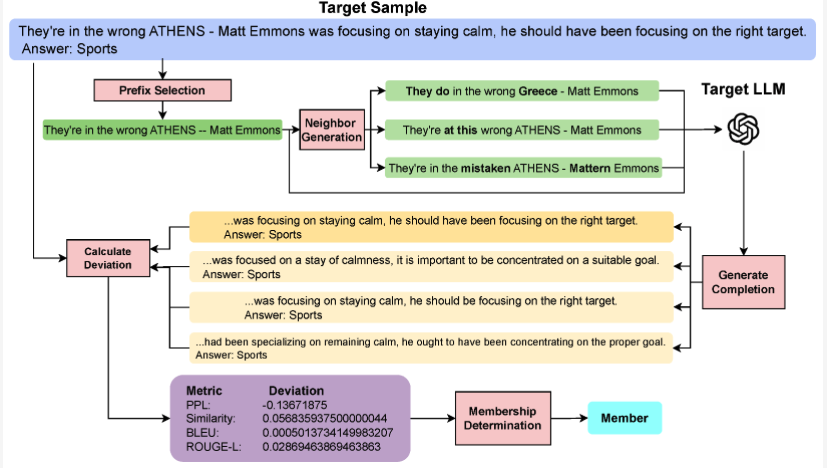 Target Sample
They're in the wrong ATHENS - Matt Emmons was focusing on staying calm, he should have been focusing on the right target.
Answer: Sports
Prefix Selection
They're in the wrong ATHENS -- Matt Emmons
Neighbor
Generation
They do in the wrong Greece - Matt Emmons
They're at this wrong ATHENS - Matt Emmons
They're in the mistaken ATHENS - Mattern Emmons
Target LLM
...was focusing on staying calm, he should have been focusing on the right target.
Answer: Sports
...was focused on a stay of calmness, it is important to be concentrated on a suitable goal.
Answer: Sports
...was focusing on staying calm, he should be focusing on the right target.
Answer: Sports
...had been specializing on remaining calm, he ought to have been concentrating on the proper goal.
Answer: Sports
Calculate
Deviation
Generate
Completion
Metric Deviation
PPL: -0.13671875
Similarity: 0.056835937500000044
BLEU: 0.0005013734149983207
ROUGE-L: 0.02869463869463863
Membership
Determination
Member